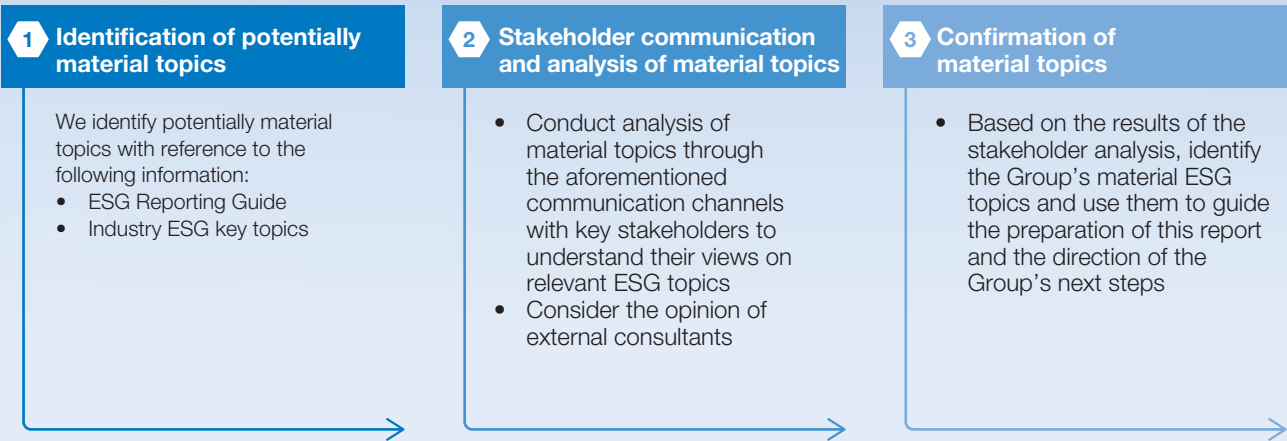 1 Identification of potentially
material topics
We identify potentially material
topics with reference to the
following information:
• ESG Reporting Guide
• Industry ESG key topics
2 Stakeholder communication
and analysis of material topics
• Conduct analysis of
material topics through
the aforementioned
communication channels
with key stakeholders to
understand their views on
relevant ESG topics
• Consider the opinion of
external consultants
3 Confirmation of
material topics
• Based on the results of the
stakeholder analysis, identify
the Group's material ESG
topics and use them to guide
the preparation of this report
and the direction of the
Group's next steps